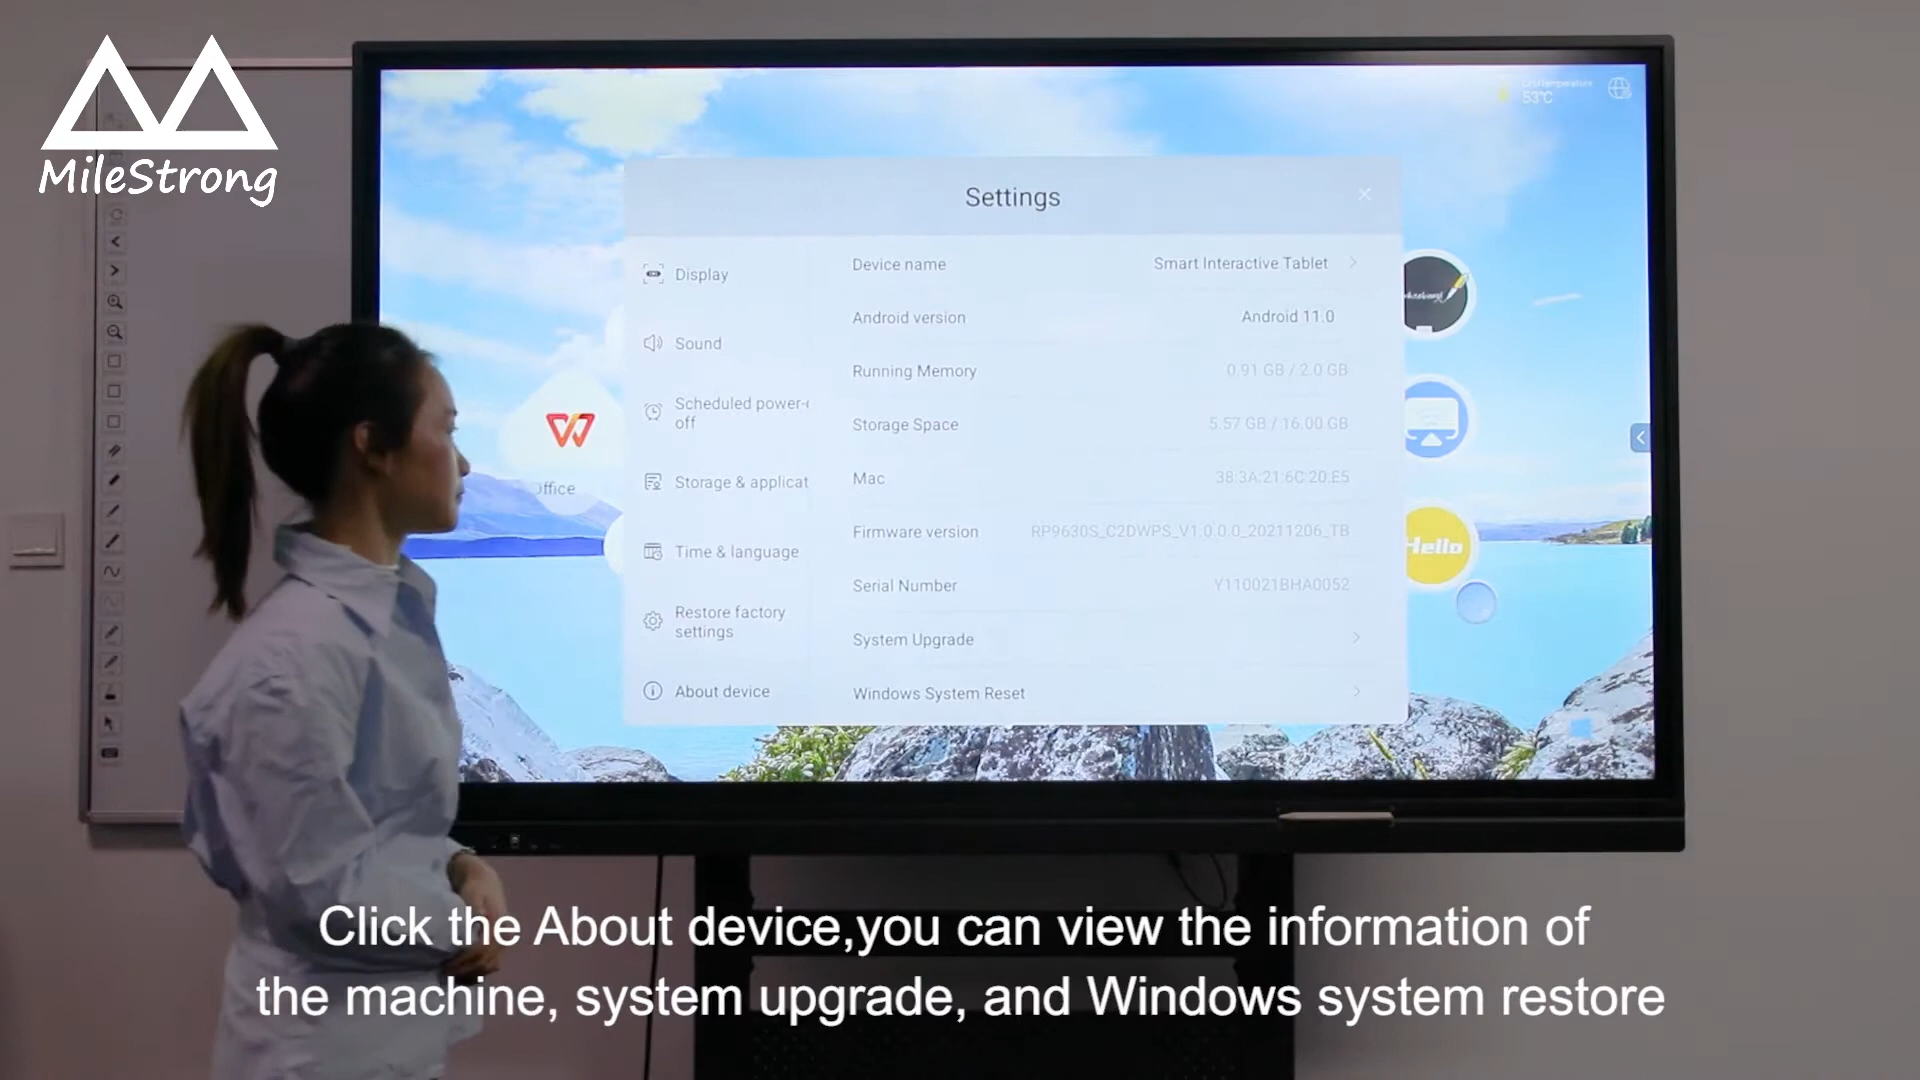 MileStrong
CPU temperature
53°C
Settings
Display
Sound
Scheduled power-
off
Storage & applicat
Time & language
Restore factory
settings
About device
Device name Smart Interactive Tablet
Android version Android 11.0
Running Memory 0.91 GB / 2.0 GB
Storage Space 5.57 GB / 16.00 GB
Mac 38:3A:21:6C:20:E5
Firmware version RP9630S_C2DWPS_V1.0.0.0_20211206_TB
Serial Number Y110021BHA0052
System Upgrade
Windows System Reset
Office
Hello
Click the About device,you can view the information of
the machine, system upgrade, and Windows system restore